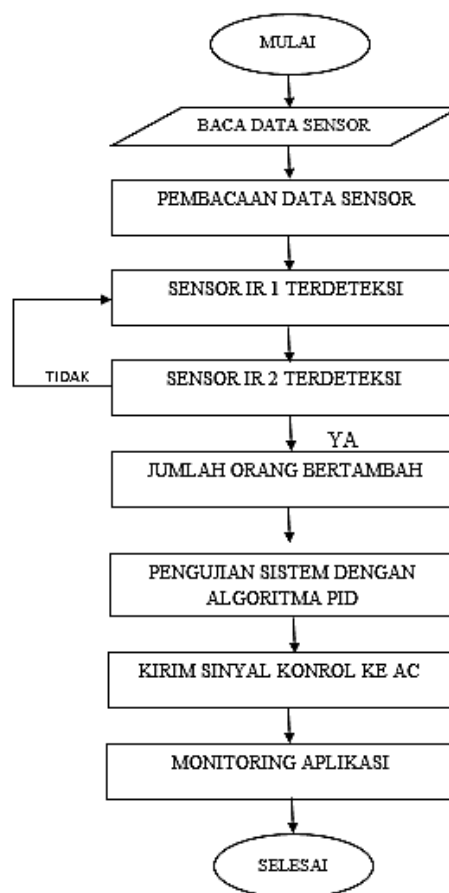 MULAI
BACA DATA SENSOR
PEMBACAAN DATA SENSOR
SENSOR IR 1 TERDETEKSI
TIDAK
SENSOR IR 2 TERDETEKSI
YA
JUMLAH ORANG BERTAMBAH
PENGUJIAN SISTEM DENGAN
ALGORITMA PID
KIRIM SINYAL KONROL KE AC
MONITORING APLIKASI
SELESAI